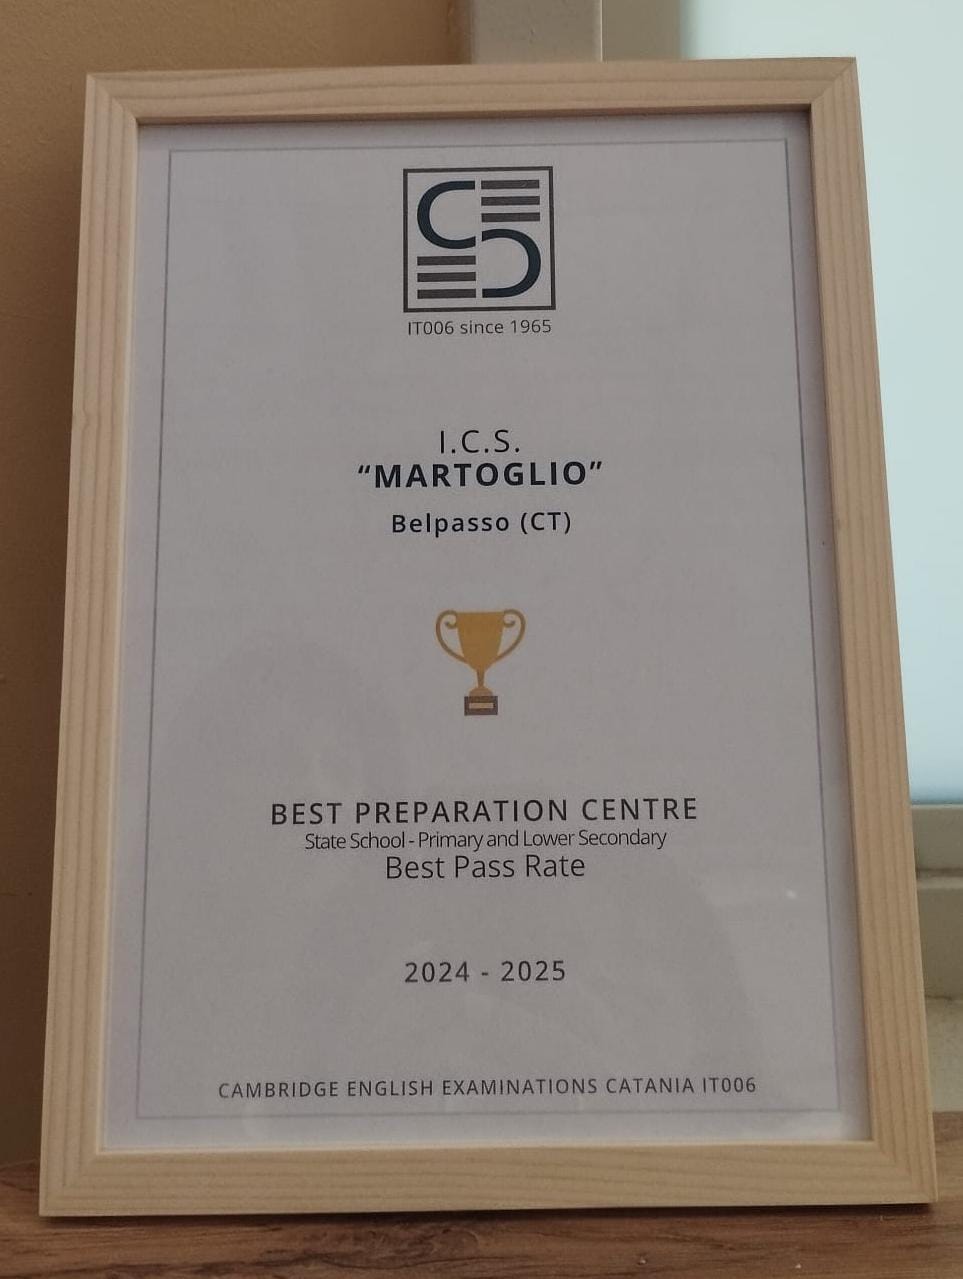 IT006 since 1965
I.C.S.
“MARTOGLIO”
Belpasso (CT)
BEST PREPARATION CENTRE
State School - Primary and Lower Secondary
Best Pass Rate
2024 - 2025
CAMBRIDGE ENGLISH EXAMINATIONS CATANIA IT006